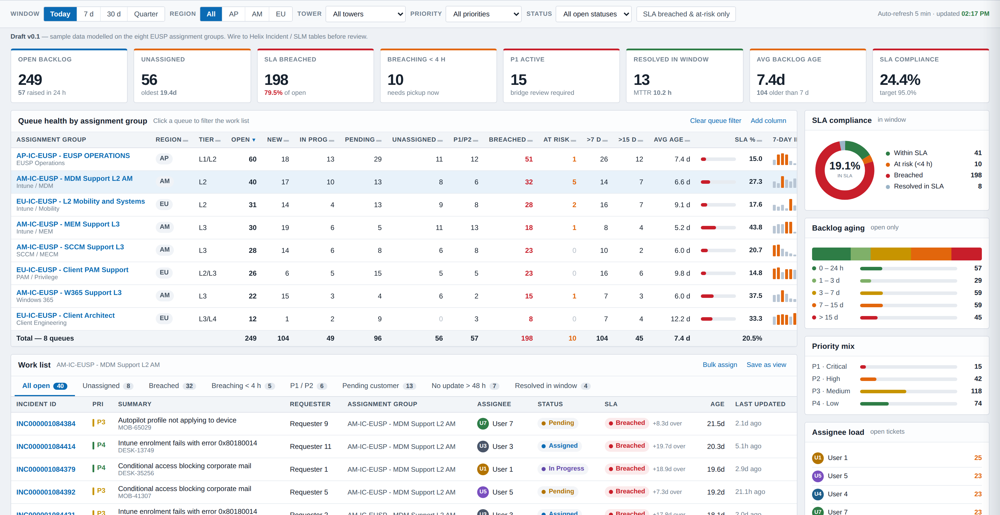 WINDOW Today 7 d 30 d Quarter REGION All AP AM EU TOWER All towers PRIORITY All priorities STATUS All open statuses SLA breached & at-risk only Auto-refresh 5 min · updated 02:17 PM
Draft v0.1 — sample data modelled on the eight EUSP assignment groups. Wire to Helix Incident / SLM tables before review.
OPEN BACKLOG
249
57 raised in 24 h
UNASSIGNED
56
oldest 19.4d
SLA BREACHED
198
79.5% of open
BREACHING < 4 H
10
needs pickup now
P1 ACTIVE
15
bridge review required
RESOLVED IN WINDOW
13
MTTR 10.2 h
AVG BACKLOG AGE
7.4d
104 older than 7 d
SLA COMPLIANCE
24.4%
target 95.0%
Queue health by assignment group Click a queue to filter the work list Clear queue filter Add column
ASSIGNMENT GROUP REGION TIER OPEN ▼ NEW IN PROG PENDING UNASSIGNED P1/P2 BREACHED AT RISK >7 D >15 D AVG AGE SLA % 7-DAY
AP-IC-EUSP - EUSP OPERATIONS AP L1/L2 60 18 13 29 11 12 51 1 26 12 7.4 d 15.0
EUSP Operations
AM-IC-EUSP - MDM Support L2 AM AM L2 40 17 10 13 8 6 32 5 14 7 6.6 d 27.3
Intune / MDM
EU-IC-EUSP - L2 Mobility and Systems EU L2 31 14 4 13 9 8 28 2 16 7 9.1 d 17.6
Intune / Mobility
AM-IC-EUSP - MEM Support L3 AM L3 30 19 6 5 11 13 18 1 8 4 5.2 d 43.8
Intune / MEM
AM-IC-EUSP - SCCM Support L3 AM L3 28 14 6 8 6 8 23 0 10 2 6.0 d 20.7
SCCM / MECM
EU-IC-EUSP - Client PAM Support EU L2/L3 26 6 5 15 5 5 23 0 16 6 9.8 d 14.8
PAM / Privilege
AM-IC-EUSP - W365 Support L3 AM L3 22 15 3 4 6 2 15 1 7 3 6.0 d 37.5
Windows 365
EU-IC-EUSP - Client Architect EU L3/L4 12 1 2 9 0 3 8 0 7 4 12.2 d 33.3
Client Engineering
Total — 8 queues 249 104 49 96 56 57 198 10 104 45 7.4 d 20.5%
Work list AM-IC-EUSP - MDM Support L2 AM Bulk assign Save as view
All open 40 Unassigned 8 Breached 32 Breaching < 4 h 5 P1 / P2 6 Pending customer 13 No update > 48 h 7 Resolved in window 4
INCIDENT ID PRI SUMMARY REQUESTER ASSIGNMENT GROUP ASSIGNEE STATUS SLA AGE LAST UPDATED
INC000001084384 P3 Autopilot profile not applying to device Requester 9 AM-IC-EUSP - MDM Support L2 AM U7 User 7 Pending Breached +8.3d over 21.5d 2.1d ago
MOB-65029
INC000001084414 P4 Intune enrolment fails with error 0x80180014 Requester 11 AM-IC-EUSP - MDM Support L2 AM U3 User 3 Assigned Breached +19.7d over 20.3d 5.1h ago
DESK-13749
INC000001084379 P4 Conditional access blocking corporate mail Requester 1 AM-IC-EUSP - MDM Support L2 AM U1 User 1 In Progress Breached +18.9d over 19.6d 2.9d ago
DESK-35256
INC000001084392 P3 Conditional access blocking corporate mail Requester 5 AM-IC-EUSP - MDM Support L2 AM U5 User 5 Pending Breached +7.3d over 19.2d 21.1h ago
MOB-41307
INC000001084421 P3 Intune enrolment fails with error 0x80180014 Requester 2 AM-IC-EUSP - MDM Support L2 AM U3 User 3 Assigned Breached +17.8d over 18.1d 2.0d ago
SLA compliance in window
19.1%
IN SLA
Within SLA 41
At risk (<4 h) 10
Breached 198
Resolved in SLA 8
Backlog aging open only
0 – 24 h 57
1 – 3 d 29
3 – 7 d 59
7 – 15 d 59
> 15 d 45
Priority mix
P1 · Critical 15
P2 · High 42
P3 · Medium 118
P4 · Low 74
Assignee load open tickets
U1 User 1 25
U5 User 5 23
U4 User 4 23
U7 User 7 23